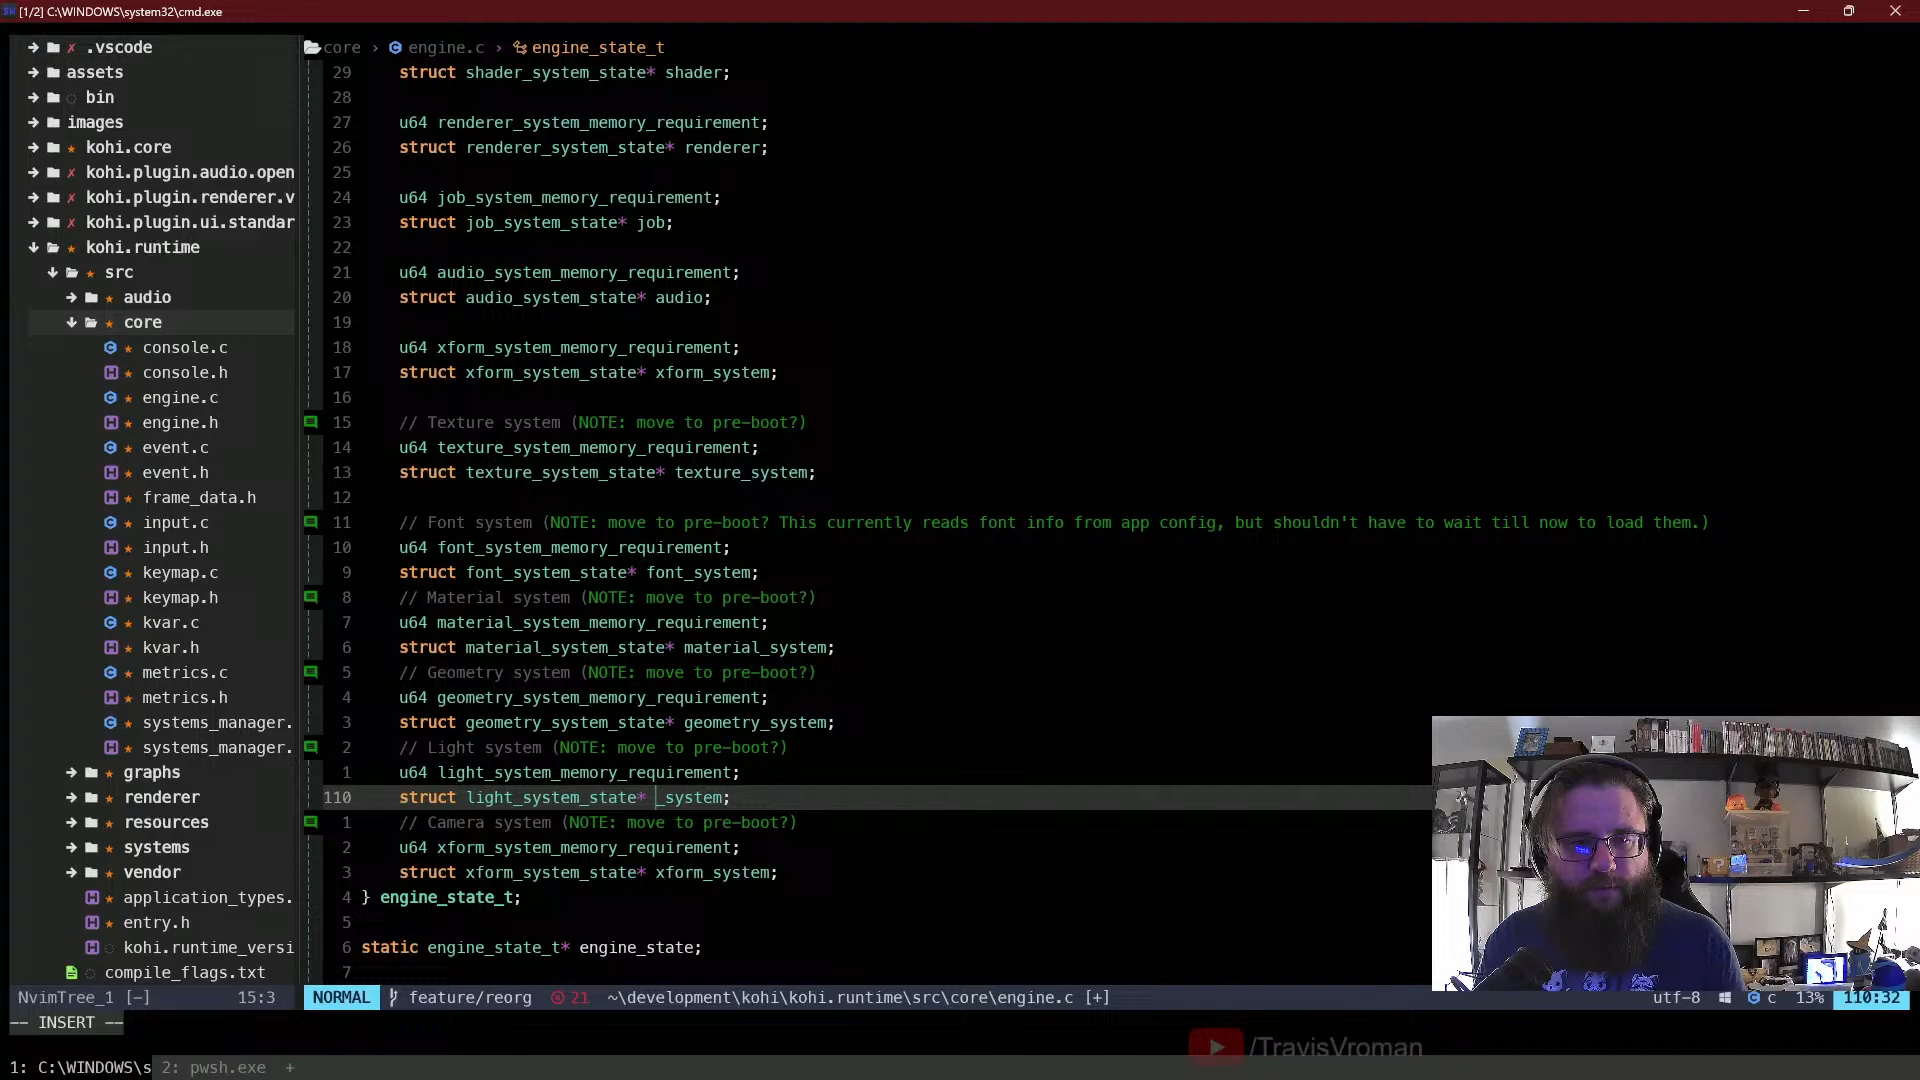 [1/2] C:\WINDOWS\system32\cmd.exe
.vscode
assets
bin
images
kohi.core
kohi.plugin.audio.open
kohi.plugin.renderer.v
kohi.plugin.ui.standar
kohi.runtime
src
audio
core
console.c
console.h
engine.c
engine.h
event.c
event.h
frame_data.h
input.c
input.h
keymap.c
keymap.h
kvar.c
kvar.h
metrics.c
metrics.h
systems_manager.
systems_manager.
graphs
renderer
resources
systems
vendor
application_types.
entry.h
kohi.runtime_versi
compile_flags.txt
NvimTree_1 [-] 15:3
core › engine.c › engine_state_t
29 struct shader_system_state* shader;
28
27 u64 renderer_system_memory_requirement;
26 struct renderer_system_state* renderer;
25
24 u64 job_system_memory_requirement;
23 struct job_system_state* job;
22
21 u64 audio_system_memory_requirement;
20 struct audio_system_state* audio;
19
18 u64 xform_system_memory_requirement;
17 struct xform_system_state* xform_system;
16
15 // Texture system (NOTE: move to pre-boot?)
14 u64 texture_system_memory_requirement;
13 struct texture_system_state* texture_system;
12
11 // Font system (NOTE: move to pre-boot? This currently reads font info from app config, but shouldn't have to wait till now to load them.)
10 u64 font_system_memory_requirement;
9 struct font_system_state* font_system;
8 // Material system (NOTE: move to pre-boot?)
7 u64 material_system_memory_requirement;
6 struct material_system_state* material_system;
5 // Geometry system (NOTE: move to pre-boot?)
4 u64 geometry_system_memory_requirement;
3 struct geometry_system_state* geometry_system;
2 // Light system (NOTE: move to pre-boot?)
1 u64 light_system_memory_requirement;
110 struct light_system_state* _system;
1 // Camera system (NOTE: move to pre-boot?)
2 u64 xform_system_memory_requirement;
3 struct xform_system_state* xform_system;
4 } engine_state_t;
5
6 static engine_state_t* engine_state;
7
NORMAL feature/reorg 21 ~\development\kohi\kohi.runtime\src\core\engine.c [+] utf-8 c 13% 110:32
-- INSERT --
/TravisVroman
1: C:\WINDOWS\s 2: pwsh.exe +